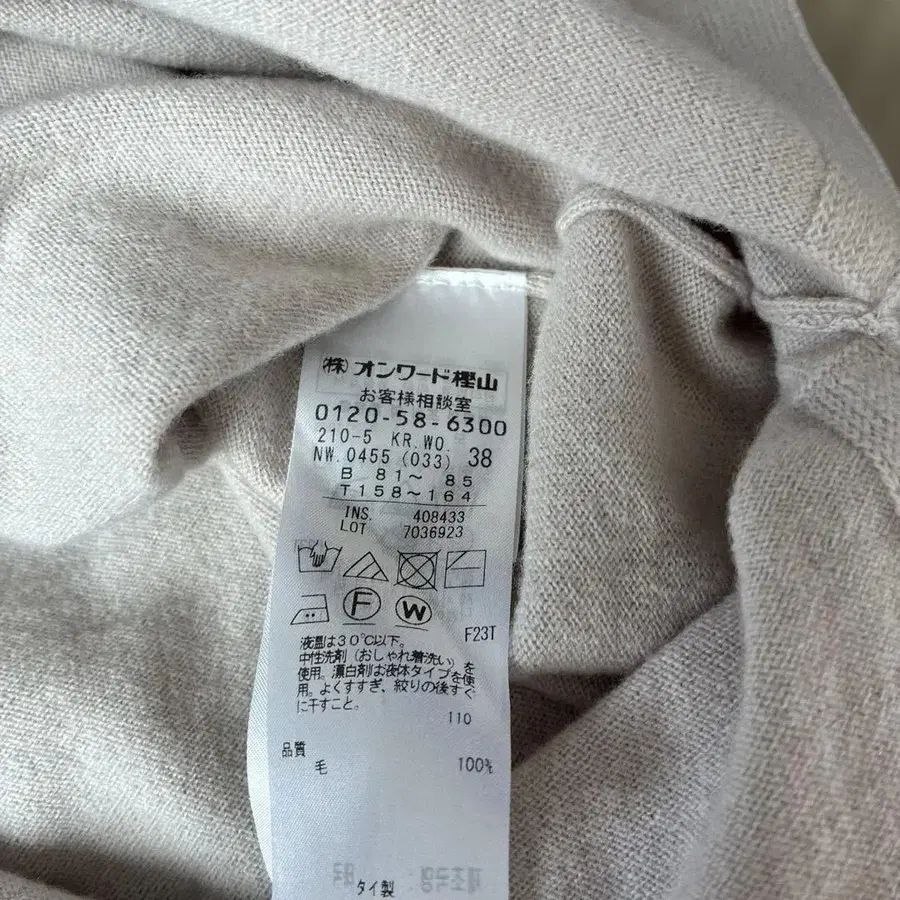 (株)オンワード樫山
お客様相談室
0120-58-6300
210-5 KR.WO.
NW.0455 (033) 38
B 81〜 85
T158〜164
INS. 408433
LOT 7036923
F
W
F23T
液温は30℃以下。
中性洗剤(おしゃれ着洗い)を
使用。漂白剤は液体タイプを使
用。よくすすぎ、絞りの後すぐ
に干すこと。
110
品質
毛 100%
タイ製